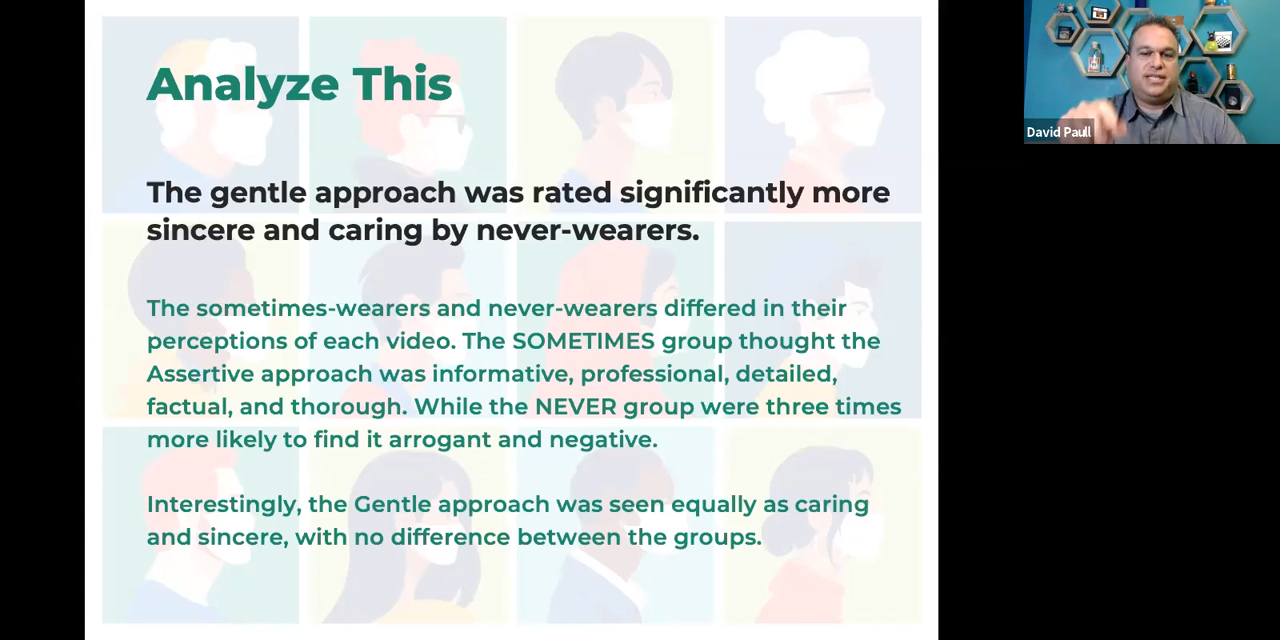 Analyze This
The gentle approach was rated significantly more
sincere and caring by never-wearers.
The sometimes-wearers and never-wearers differed in their
perceptions of each video. The SOMETIMES group thought the
Assertive approach was informative, professional, detailed,
factual, and thorough. While the NEVER group were three times
more likely to find it arrogant and negative.
Interestingly, the Gentle approach was seen equally as caring
and sincere, with no difference between the groups.
David Paull